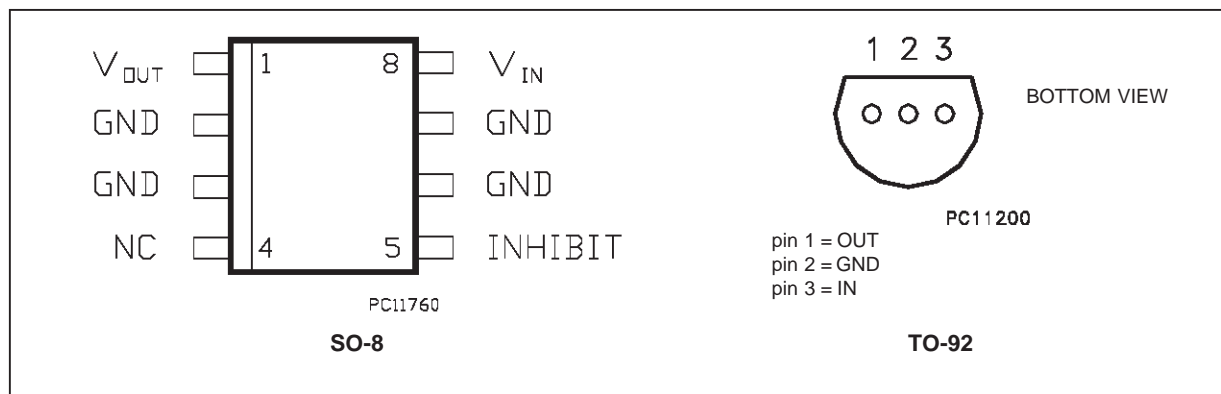 V OUT 1 8 V IN
GND GND
GND GND
NC 4 5 INHIBIT
PC11760
SO-8
1 2 3
BOTTOM VIEW
PC11200
pin 1 = OUT
pin 2 = GND
pin 3 = IN
TO-92